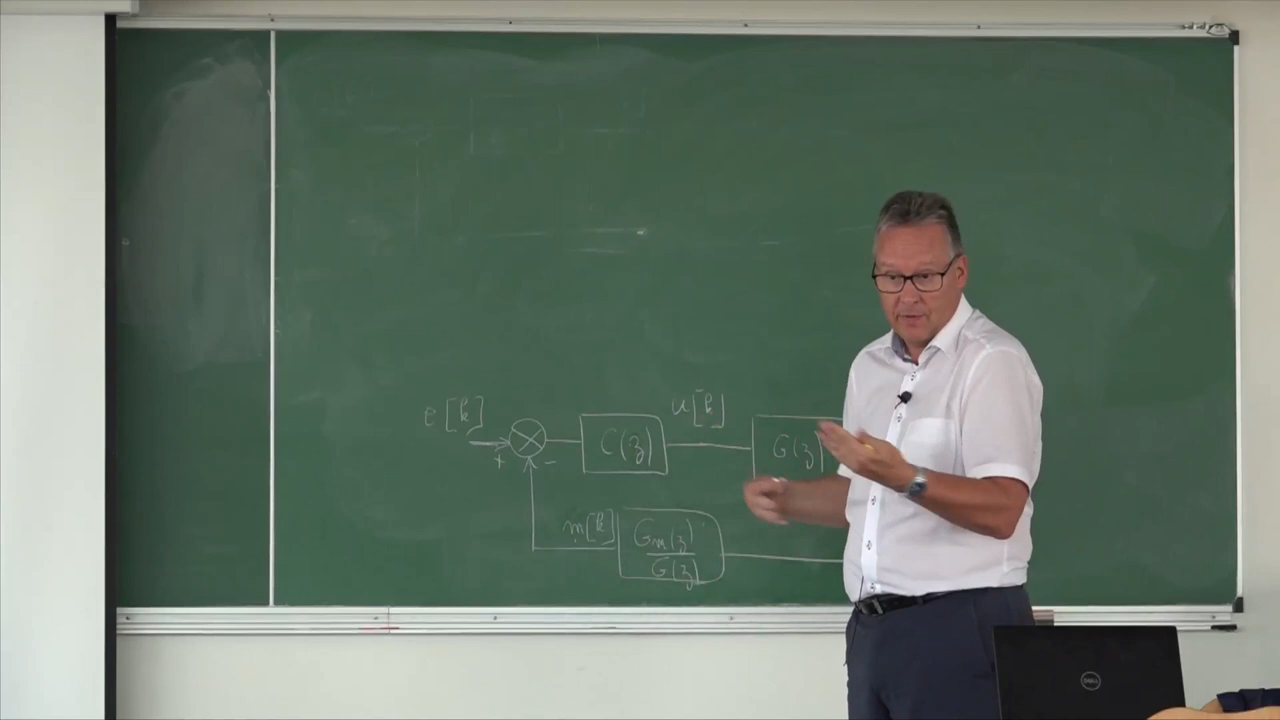 e[k]
+
-
C(z)
u[k]
G(z)
m[k]
Gm(z)
G(z)
DELL